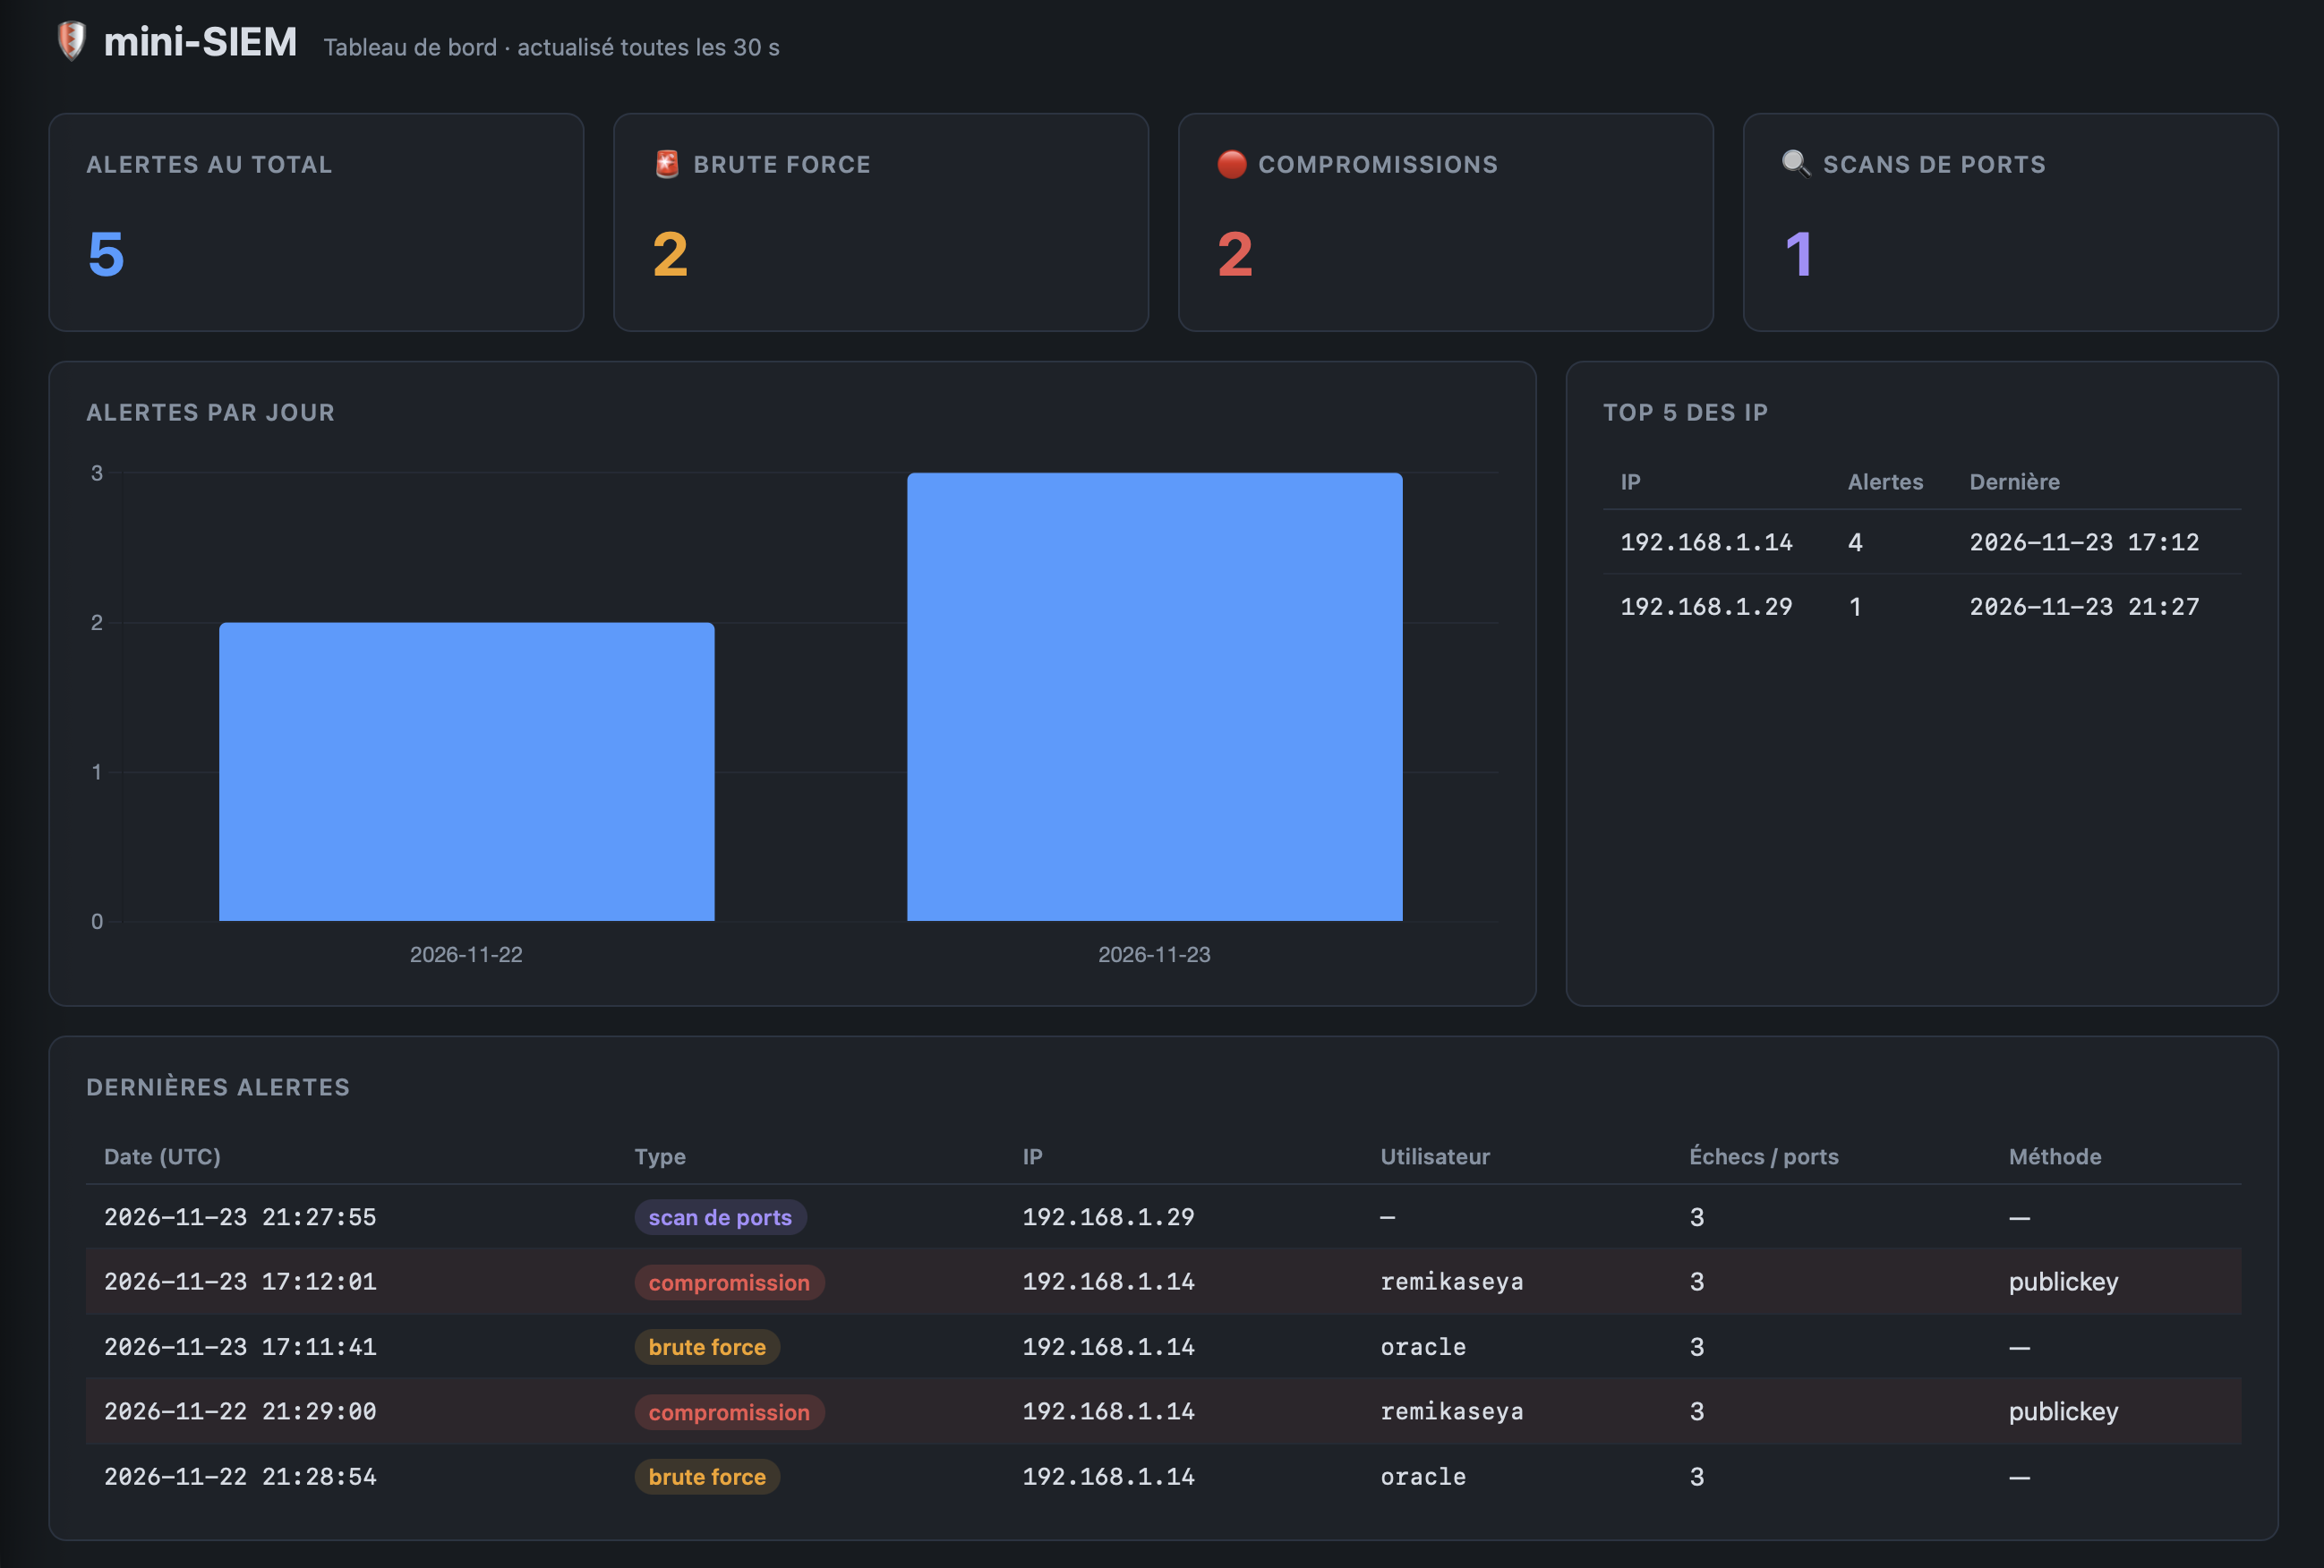 mini-SIEM Tableau de bord · actualisé toutes les 30 s
ALERTES AU TOTAL
5
BRUTE FORCE
2
COMPROMISSIONS
2
SCANS DE PORTS
1
ALERTES PAR JOUR
3
2
1
0
2026-11-22 2026-11-23
TOP 5 DES IP
IP Alertes Dernière
192.168.1.14 4 2026-11-23 17:12
192.168.1.29 1 2026-11-23 21:27
DERNIÈRES ALERTES
Date (UTC) Type IP Utilisateur Échecs / ports Méthode
2026-11-23 21:27:55 scan de ports 192.168.1.29 — 3 —
2026-11-23 17:12:01 compromission 192.168.1.14 remikaseya 3 publickey
2026-11-23 17:11:41 brute force 192.168.1.14 oracle 3 —
2026-11-22 21:29:00 compromission 192.168.1.14 remikaseya 3 publickey
2026-11-22 21:28:54 brute force 192.168.1.14 oracle 3 —